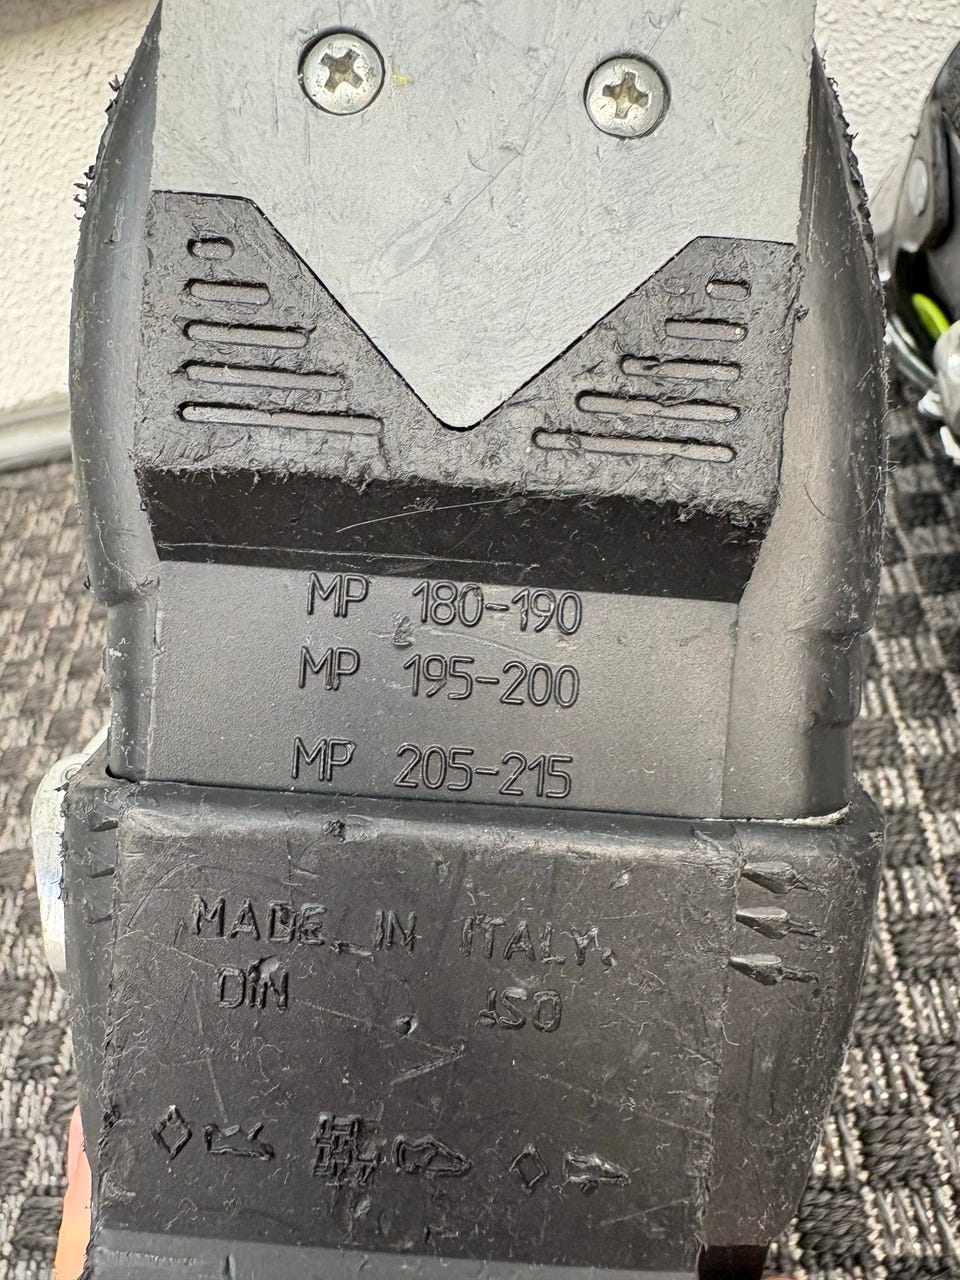 MP 180-190
MP 195-200
MP 205-215
MADE IN ITALY
DIN ISO